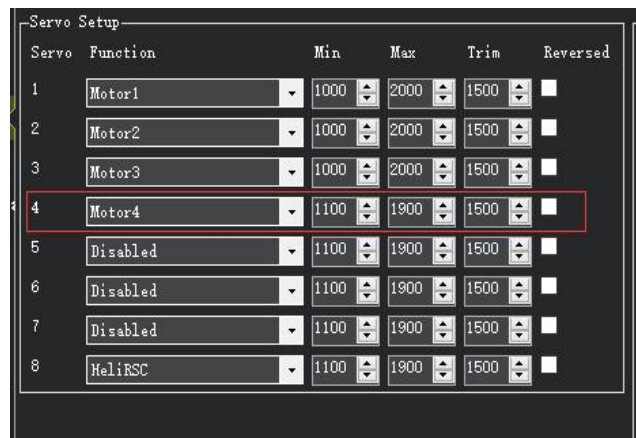 Servo Setup
Servo Function Min Max Trim Reversed
1 Motor1 1000 2000 1500
2 Motor2 1000 2000 1500
3 Motor3 1000 2000 1500
4 Motor4 1100 1900 1500
5 Disabled 1100 1900 1500
6 Disabled 1100 1900 1500
7 Disabled 1100 1900 1500
8 HeliRSC 1100 1900 1500